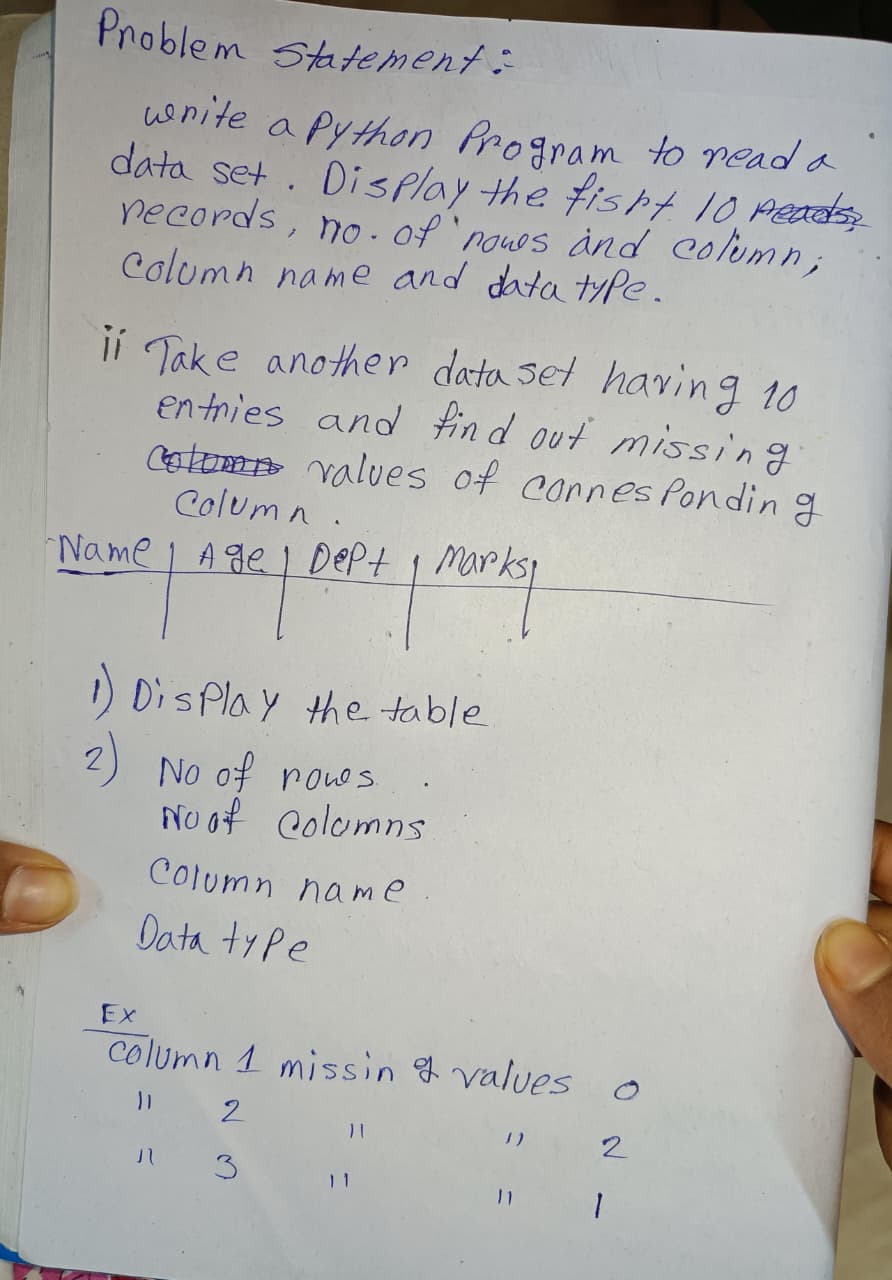 Problem Statement :
write a Python Program to read a
data set. Display the fisrt 10
records, no. of rows and column,
Column name and data type.
ii Take another data set having 10
entries and find out missing
values of corresponding
Column.
Name | Age | Dept | Marks |
1) Display the table
2) No of rows.
No of Columns
Column name.
Data type
Ex
Column 1 missing values 0
" 2 " " 2
" 3 " " 1